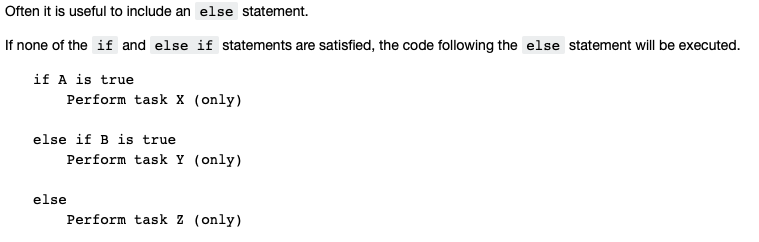 Often it is useful to include an else statement.
If none of the if and else if statements are satisfied, the code following the else statement will be executed.
if A is true
    Perform task X (only)
else if B is true
    Perform task Y (only)
else
    Perform task Z (only)